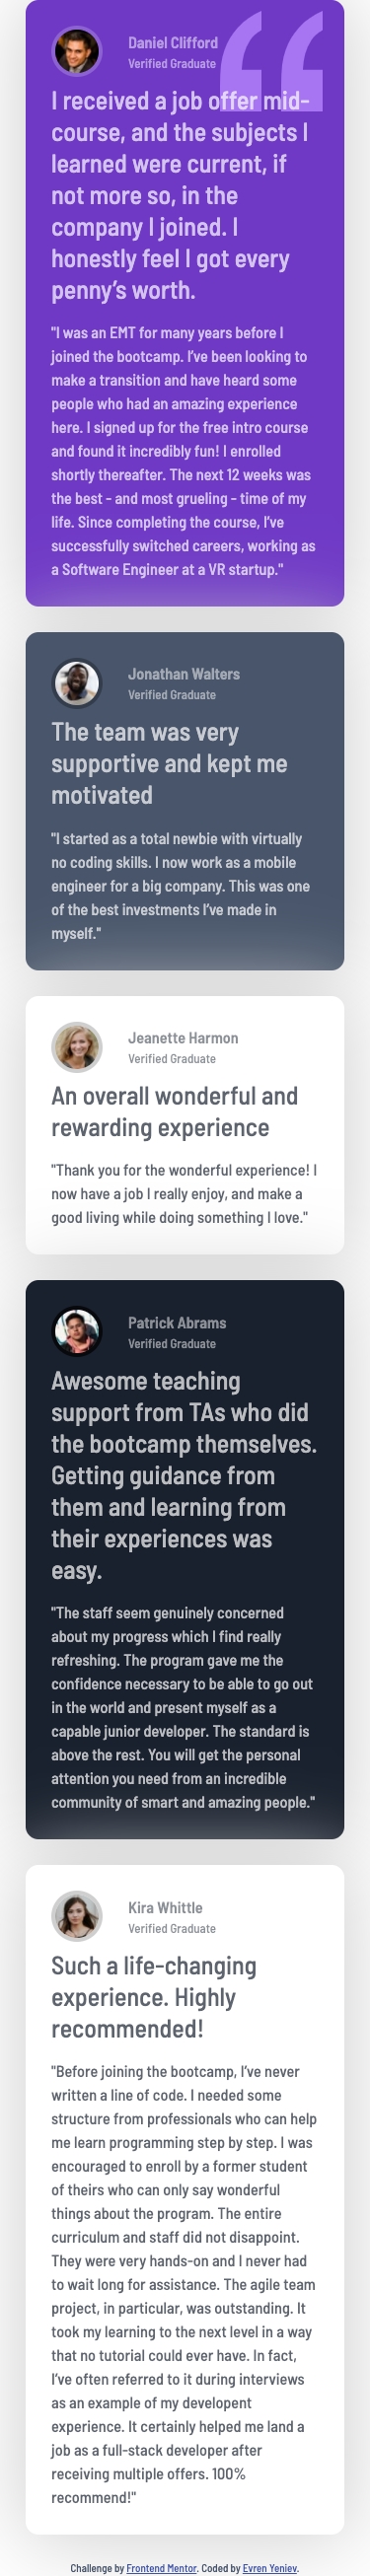 Daniel Clifford
Verified Graduate
I received a job offer mid-
course, and the subjects I
learned were current, if
not more so, in the
company I joined. I
honestly feel I got every
penny’s worth.
"I was an EMT for many years before I
joined the bootcamp. I’ve been looking to
make a transition and have heard some
people who had an amazing experience
here. I signed up for the free intro course
and found it incredibly fun! I enrolled
shortly thereafter. The next 12 weeks was
the best - and most grueling - time of my
life. Since completing the course, I’ve
successfully switched careers, working as
a Software Engineer at a VR startup."
Jonathan Walters
Verified Graduate
The team was very
supportive and kept me
motivated
"I started as a total newbie with virtually
no coding skills. I now work as a mobile
engineer for a big company. This was one
of the best investments I’ve made in
myself."
Jeanette Harmon
Verified Graduate
An overall wonderful and
rewarding experience
"Thank you for the wonderful experience! I
now have a job I really enjoy, and make a
good living while doing something I love."
Patrick Abrams
Verified Graduate
Awesome teaching
support from TAs who did
the bootcamp themselves.
Getting guidance from
them and learning from
their experiences was
easy.
"The staff seem genuinely concerned
about my progress which I find really
refreshing. The program gave me the
confidence necessary to be able to go out
in the world and present myself as a
capable junior developer. The standard is
above the rest. You will get the personal
attention you need from an incredible
community of smart and amazing people."
Kira Whittle
Verified Graduate
Such a life-changing
experience. Highly
recommended!
"Before joining the bootcamp, I’ve never
written a line of code. I needed some
structure from professionals who can help
me learn programming step by step. I was
encouraged to enroll by a former student
of theirs who can only say wonderful
things about the program. The entire
curriculum and staff did not disappoint.
They were very hands-on and I never had
to wait long for assistance. The agile team
project, in particular, was outstanding. It
took my learning to the next level in a way
that no tutorial could ever have. In fact,
I’ve often referred to it during interviews
as an example of my developent
experience. It certainly helped me land a
job as a full-stack developer after
receiving multiple offers. 100%
recommend!"
Challenge by Frontend Mentor. Coded by Evren Yeniev.